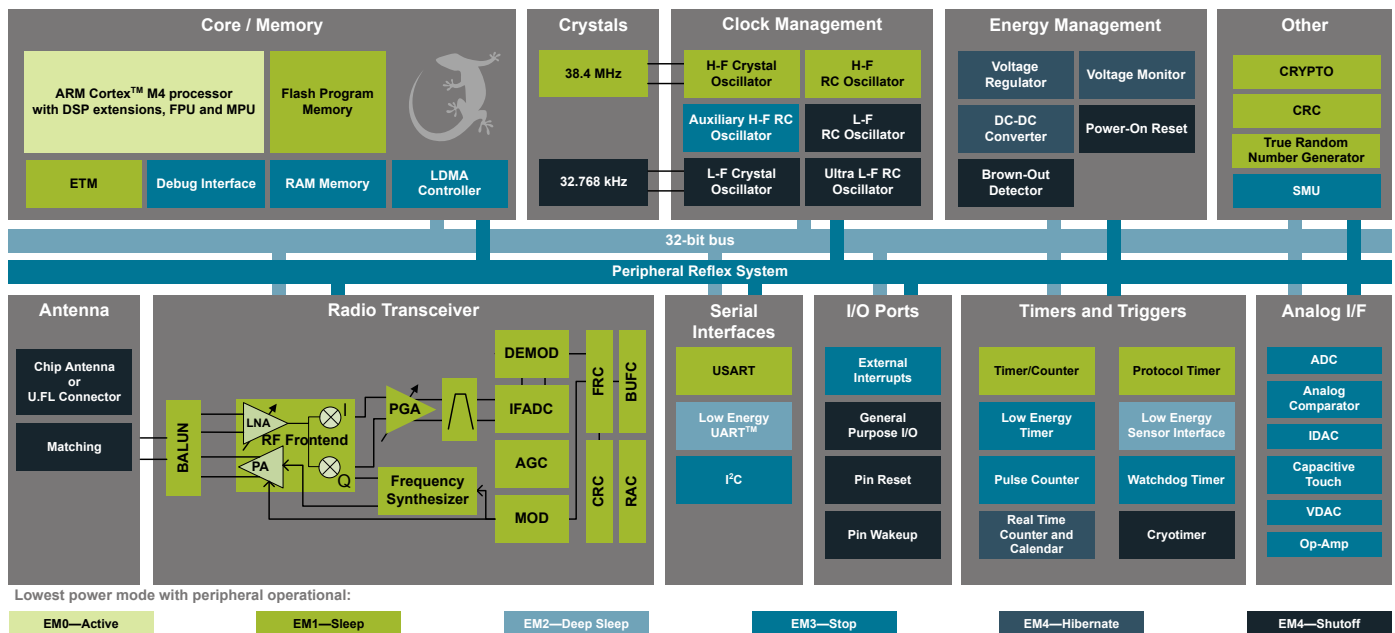 Core / Memory
ARM Cortex™ M4 processor
with DSP extensions, FPU and MPU
Flash Program
Memory
ETM
Debug Interface
RAM Memory
LDMA
Controller
Crystals
38.4 MHz
32.768 kHz
Clock Management
H-F Crystal
Oscillator
H-F
RC Oscillator
Auxiliary H-F RC
Oscillator
L-F
RC Oscillator
L-F Crystal
Oscillator
Ultra L-F RC
Oscillator
Energy Management
Voltage
Regulator
Voltage Monitor
DC-DC
Converter
Power-On Reset
Brown-Out
Detector
Other
CRYPTO
CRC
True Random
Number Generator
SMU
32-bit bus
Peripheral Reflex System
Antenna
Chip Antenna
or
U.FL Connector
Matching
Radio Transceiver
BALUN
LNA
RF Frontend
PA
I
Q
PGA
Frequency
Synthesizer
DEMOD
IFADC
AGC
MOD
FRC
BUFC
CRC
RAC
Serial
Interfaces
USART
Low Energy
UART™
I²C
I/O Ports
External
Interrupts
General
Purpose I/O
Pin Reset
Pin Wakeup
Timers and Triggers
Timer/Counter
Protocol Timer
Low Energy
Timer
Low Energy
Sensor Interface
Pulse Counter
Watchdog Timer
Real Time
Counter and
Calendar
Cryotimer
Analog I/F
ADC
Analog
Comparator
IDAC
Capacitive
Touch
VDAC
Op-Amp
Lowest power mode with peripheral operational:
EM0—Active
EM1—Sleep
EM2—Deep Sleep
EM3—Stop
EM4—Hibernate
EM4—Shutoff